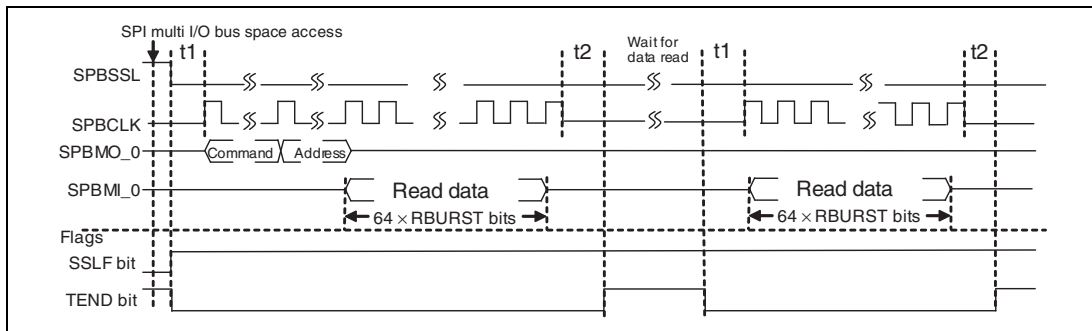 SPI multi I/O bus space access
t1
t2
Wait for
data read
t1
t2
SPBSSL
SPBCLK
SPBMO_0
Command
Address
SPBMI_0
Read data
Read data
64 × RBURST bits
64 × RBURST bits
Flags
SSLF bit
TEND bit